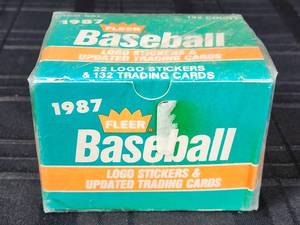 1987
FLEER
Baseball
LOGO STICKERS &
UPDATED TRADING CARDS
22 LOGO STICKERS
& 132 TRADING CARDS
1987
FLEER
Baseball
LOGO STICKERS &
UPDATED TRADING CARDS